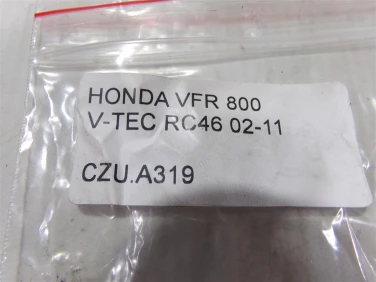 HONDA VFR 800
V-TEC RC46 02-11
CZU.A319